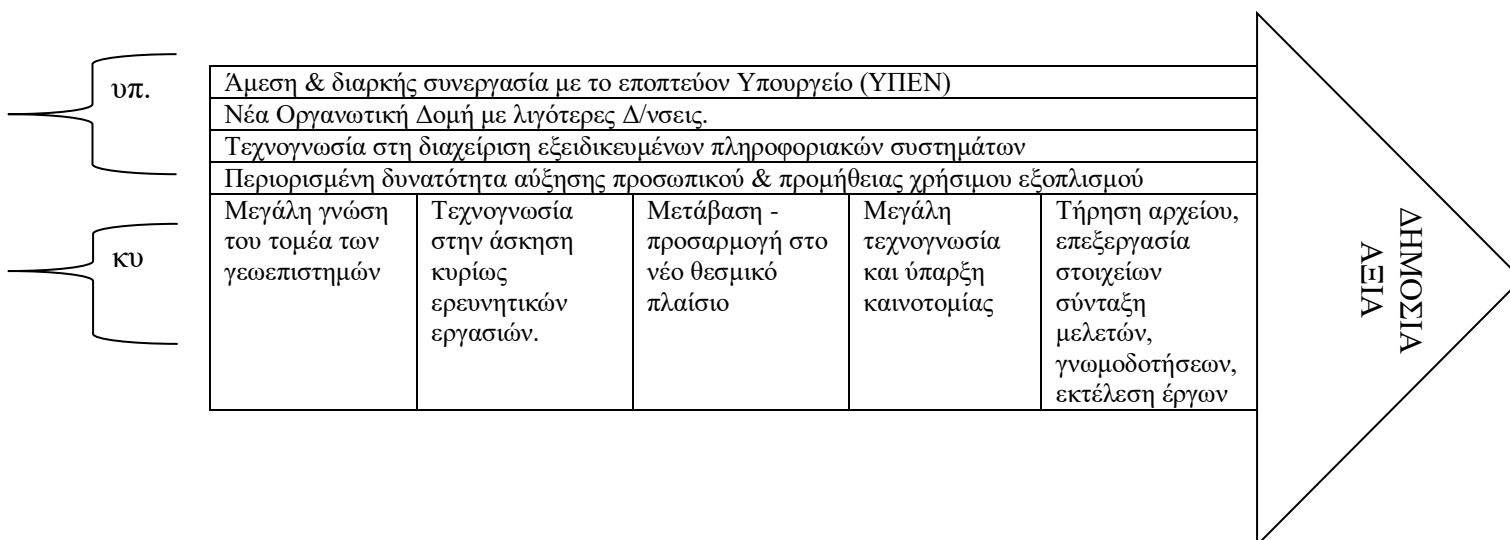 υπ.
Άμεση & διαρκής συνεργασία με το εποπτεύον Υπουργείο (ΥΠΕΝ)
Νέα Οργανωτική Δομή με λιγότερες Δ/νσεις.
Τεχνογνωσία στη διαχείριση εξειδικευμένων πληροφοριακών συστημάτων
Περιορισμένη δυνατότητα αύξησης προσωπικού & προμήθειας χρήσιμου εξοπλισμού
κυ
Μεγάλη γνώση
του τομέα των
γεωεπιστημών
Τεχνογνωσία
στην άσκηση
κυρίως
ερευνητικών
εργασιών.
Μετάβαση -
προσαρμογή στο
νέο θεσμικό
πλαίσιο
Μεγάλη
τεχνογνωσία
και ύπαρξη
καινοτομίας
Τήρηση αρχείου,
επεξεργασία
στοιχείων
σύνταξη
μελετών,
γνωμοδοτήσεων,
εκτέλεση έργων
ΔΗΜΟΣΙΑ
ΑΞΙΑ